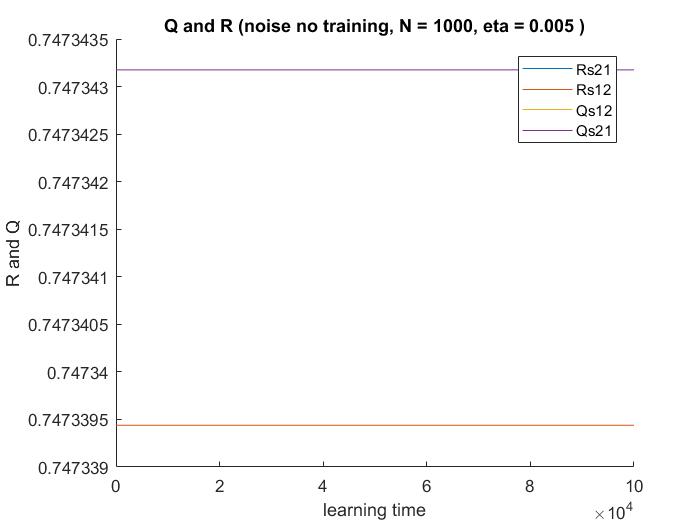 Q and R (noise no training, N = 1000, eta = 0.005 )
0.7473435
0.747343
0.7473425
0.747342
0.7473415
0.747341
0.7473405
0.74734
0.7473395
0.747339
R and Q
Rs21
Rs12
Qs12
Qs21
0 2 4 6 8 10
learning time
×10⁴